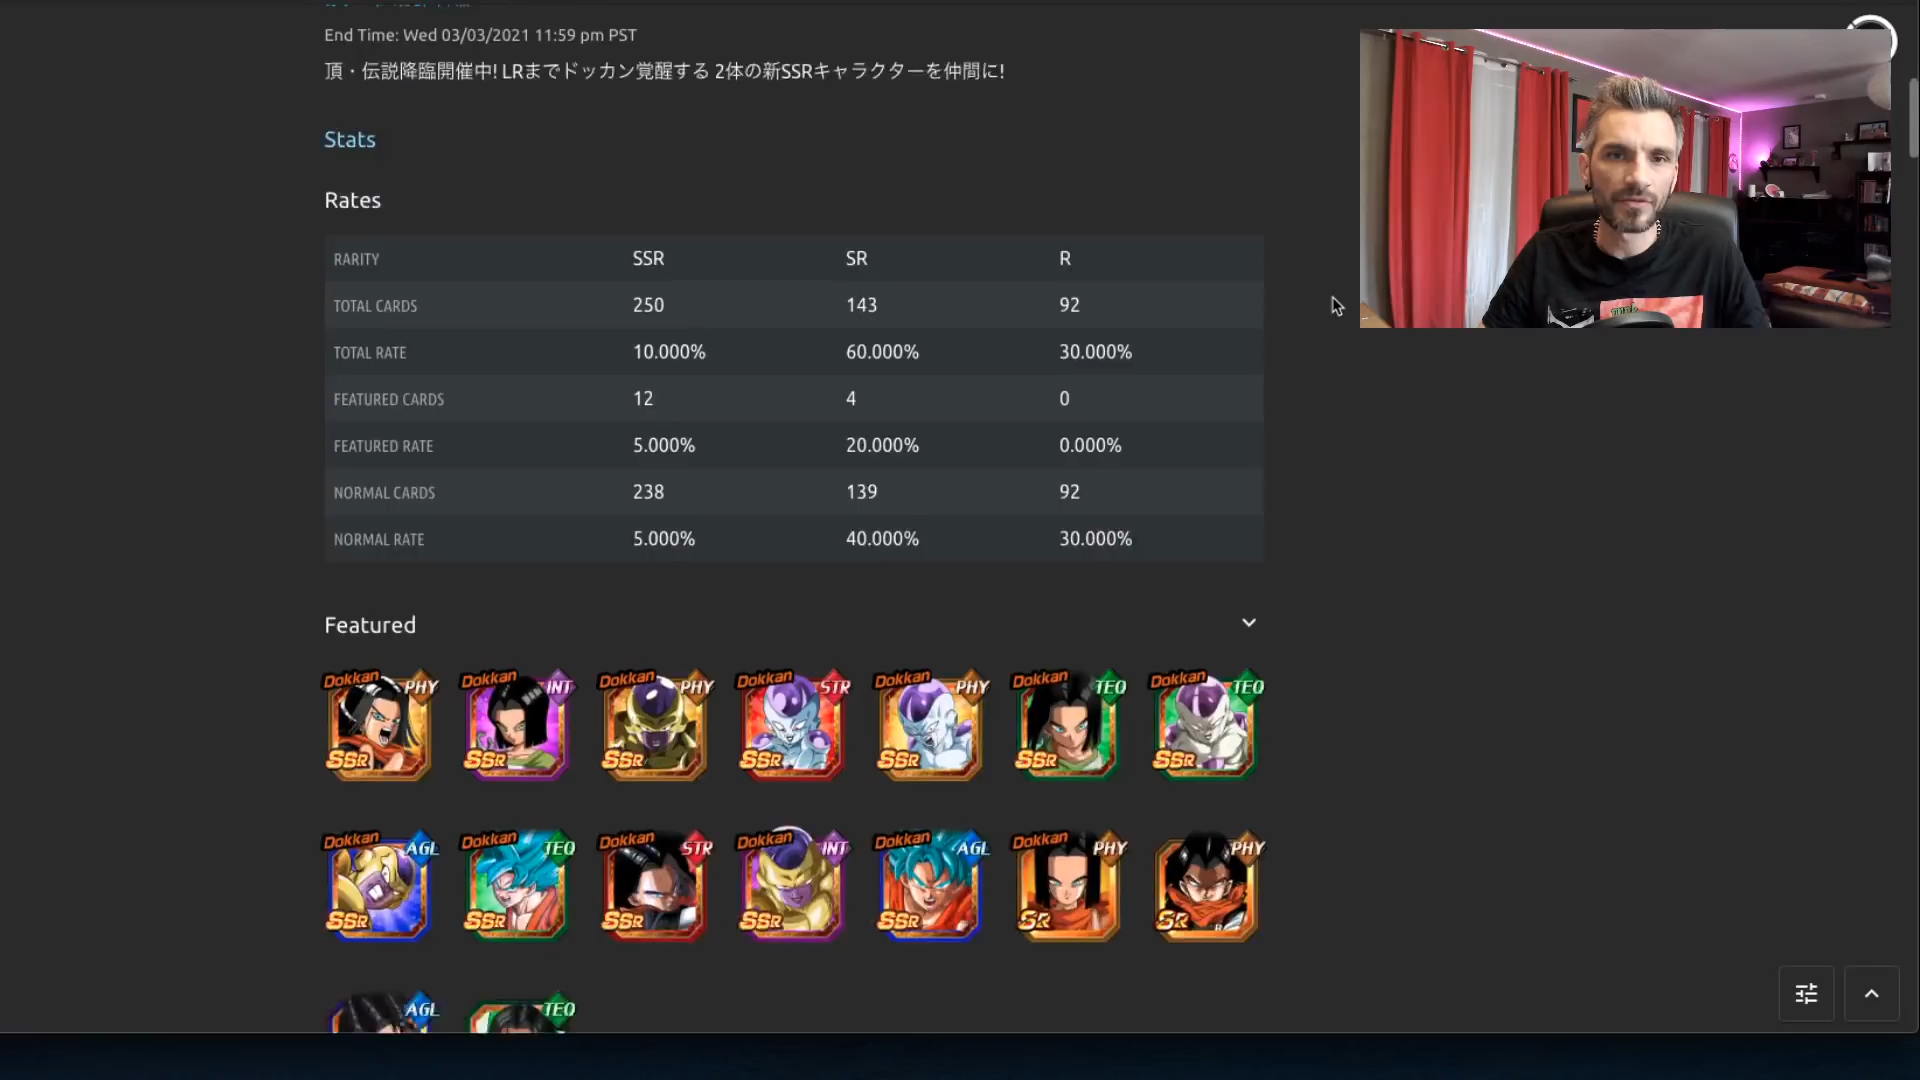 End Time: Wed 03/03/2021 11:59 pm PST
頂・伝説降臨開催中! LRまでドッカン覚醒する 2体の新SSRキャラクターを仲間に!
Stats
Rates
RARITY SSR SR R
TOTAL CARDS 250 143 92
TOTAL RATE 10.000% 60.000% 30.000%
FEATURED CARDS 12 4 0
FEATURED RATE 5.000% 20.000% 0.000%
NORMAL CARDS 238 139 92
NORMAL RATE 5.000% 40.000% 30.000%
Featured
Dokkan PHY Dokkan INT Dokkan PHY Dokkan STR Dokkan PHY Dokkan TEQ Dokkan TEQ
SSR SSR SSR SSR SSR SSR SSR
Dokkan AGL Dokkan TEQ Dokkan STR Dokkan INT Dokkan AGL Dokkan PHY PHY
SSR SSR SSR SSR SSR SR SR
AGL TEQ